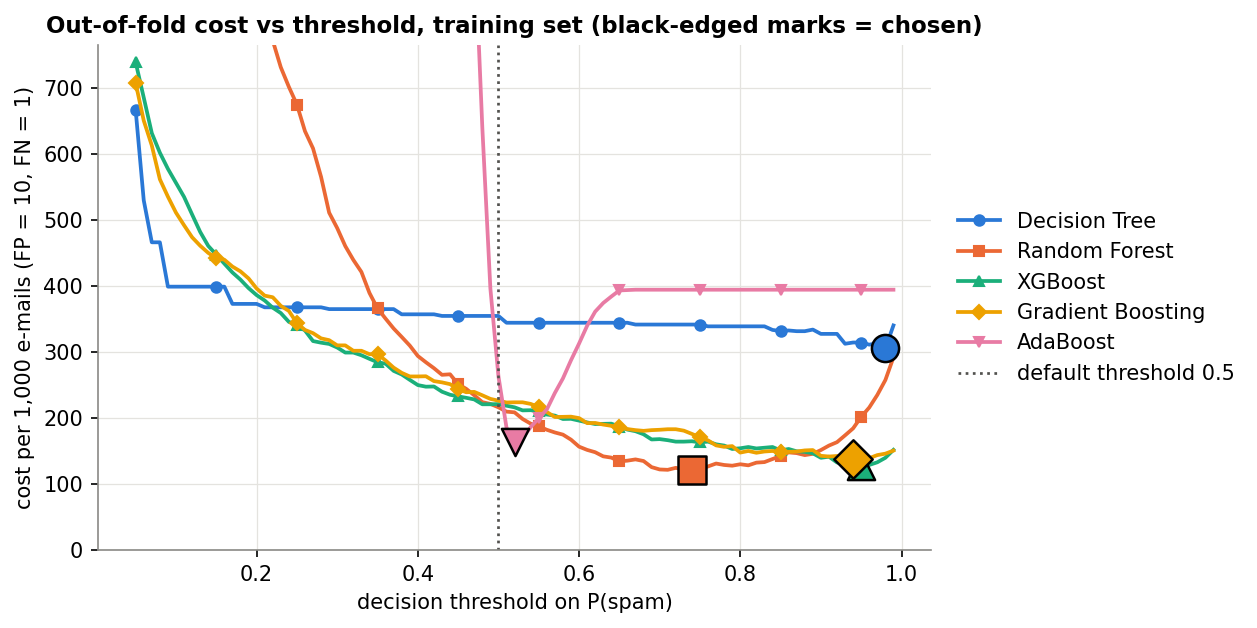 Out-of-fold cost vs threshold, training set (black-edged marks = chosen)
cost per 1,000 e-mails (FP = 10, FN = 1)
700
600
500
400
300
200
100
0
0.2 0.4 0.6 0.8 1.0
decision threshold on P(spam)
Decision Tree
Random Forest
XGBoost
Gradient Boosting
AdaBoost
default threshold 0.5